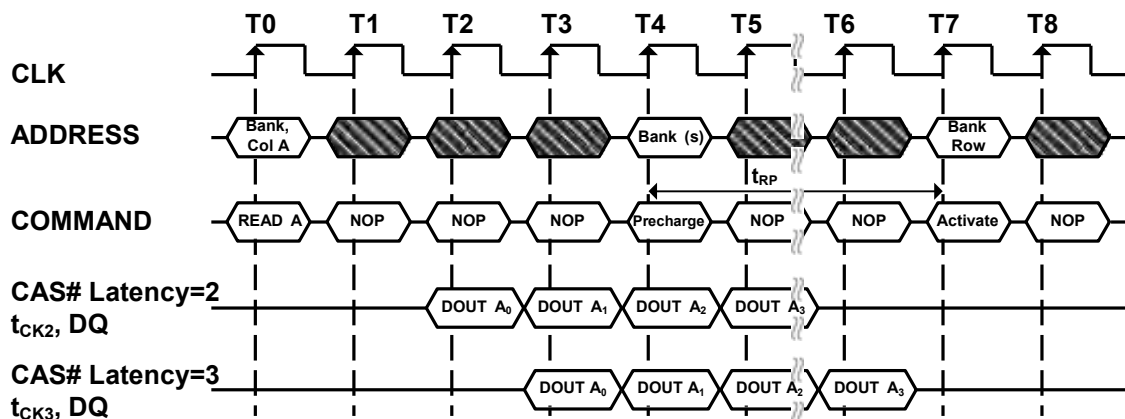 T0 T1 T2 T3 T4 T5 T6 T7 T8
CLK
ADDRESS Bank, Col A Bank (s) Bank Row
tRP
COMMAND READ A NOP NOP NOP Precharge NOP NOP Activate NOP
CAS# Latency=2
tCK2, DQ DOUT A0 DOUT A1 DOUT A2 DOUT A3
CAS# Latency=3
tCK3, DQ DOUT A0 DOUT A1 DOUT A2 DOUT A3